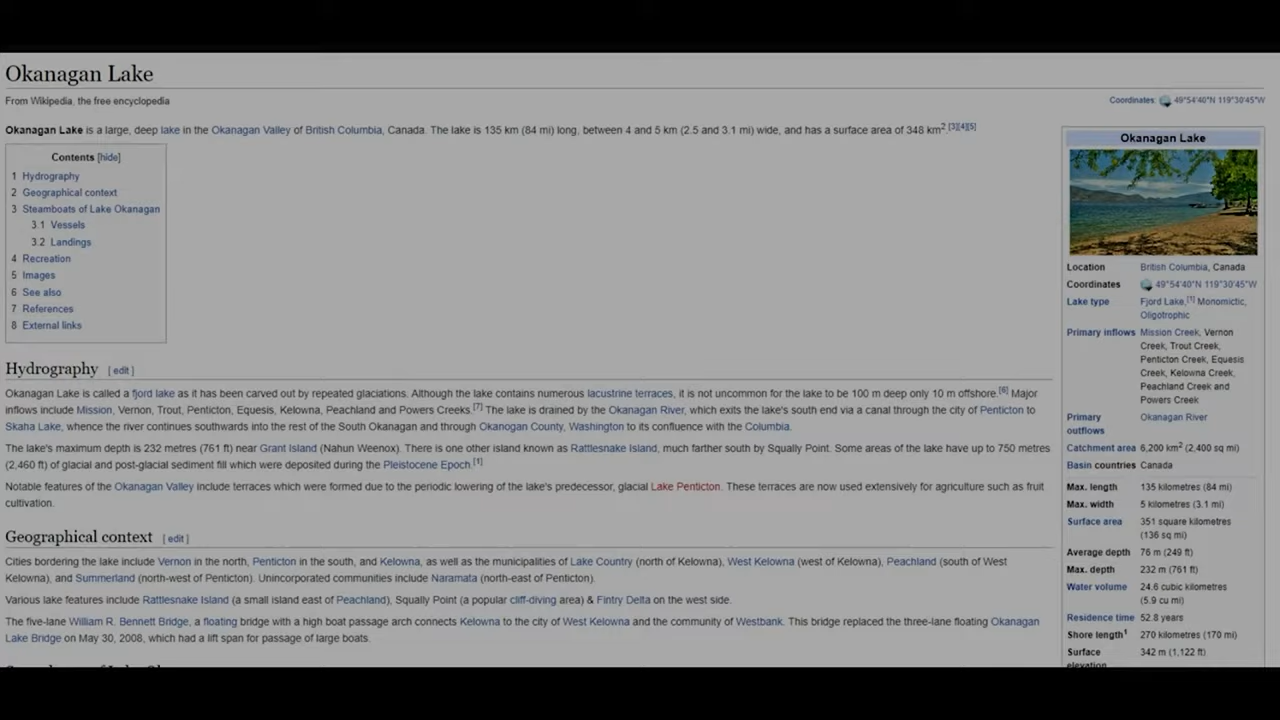 Okanagan Lake
From Wikipedia, the free encyclopedia
Coordinates: 49°54′40″N 119°30′45″W
Okanagan Lake is a large, deep lake in the Okanagan Valley of British Columbia, Canada. The lake is 135 km (84 mi) long, between 4 and 5 km (2.5 and 3.1 mi) wide, and has a surface area of 348 km2.[3][4][5]
Contents [hide]
1 Hydrography
2 Geographical context
3 Steamboats of Lake Okanagan
3.1 Vessels
3.2 Landings
4 Recreation
5 Images
6 See also
7 References
8 External links
Hydrography [ edit ]
Okanagan Lake is called a fjord lake as it has been carved out by repeated glaciations. Although the lake contains numerous lacustrine terraces, it is not uncommon for the lake to be 100 m deep only 10 m offshore.[6] Major
inflows include Mission, Vernon, Trout, Penticton, Equesis, Kelowna, Peachland and Powers Creeks.[7] The lake is drained by the Okanagan River, which exits the lake's south end via a canal through the city of Penticton to
Skaha Lake, whence the river continues southwards into the rest of the South Okanagan and through Okanogan County, Washington to its confluence with the Columbia.
The lake's maximum depth is 232 metres (761 ft) near Grant Island (Nahun Weenox). There is one other island known as Rattlesnake Island, much farther south by Squally Point. Some areas of the lake have up to 750 metres
(2,460 ft) of glacial and post-glacial sediment fill which were deposited during the Pleistocene Epoch.[1]
Notable features of the Okanagan Valley include terraces which were formed due to the periodic lowering of the lake's predecessor, glacial Lake Penticton. These terraces are now used extensively for agriculture such as fruit
cultivation.
Geographical context [ edit ]
Cities bordering the lake include Vernon in the north, Penticton in the south, and Kelowna, as well as the municipalities of Lake Country (north of Kelowna), West Kelowna (west of Kelowna), Peachland (south of West
Kelowna), and Summerland (north-west of Penticton). Unincorporated communities include Naramata (north-east of Penticton).
Various lake features include Rattlesnake Island (a small island east of Peachland), Squally Point (a popular cliff-diving area) & Fintry Delta on the west side.
The five-lane William R. Bennett Bridge, a floating bridge with a high boat passage arch connects Kelowna to the city of West Kelowna and the community of Westbank. This bridge replaced the three-lane floating Okanagan
Lake Bridge on May 30, 2008, which had a lift span for passage of large boats.
Okanagan Lake
Location British Columbia, Canada
Coordinates 49°54′40″N 119°30′45″W
Lake type Fjord Lake,[1] Monomictic,
Oligotrophic
Primary inflows Mission Creek, Vernon
Creek, Trout Creek,
Penticton Creek, Equesis
Creek, Kelowna Creek,
Peachland Creek and
Powers Creek
Primary Okanagan River
outflows
Catchment area 6,200 km2 (2,400 sq mi)
Basin countries Canada
Max. length 135 kilometres (84 mi)
Max. width 5 kilometres (3.1 mi)
Surface area 351 square kilometres
(136 sq mi)
Average depth 76 m (249 ft)
Max. depth 232 m (761 ft)
Water volume 24.6 cubic kilometres
(5.9 cu mi)
Residence time 52.8 years
Shore length1 270 kilometres (170 mi)
Surface 342 m (1,122 ft)
elevation